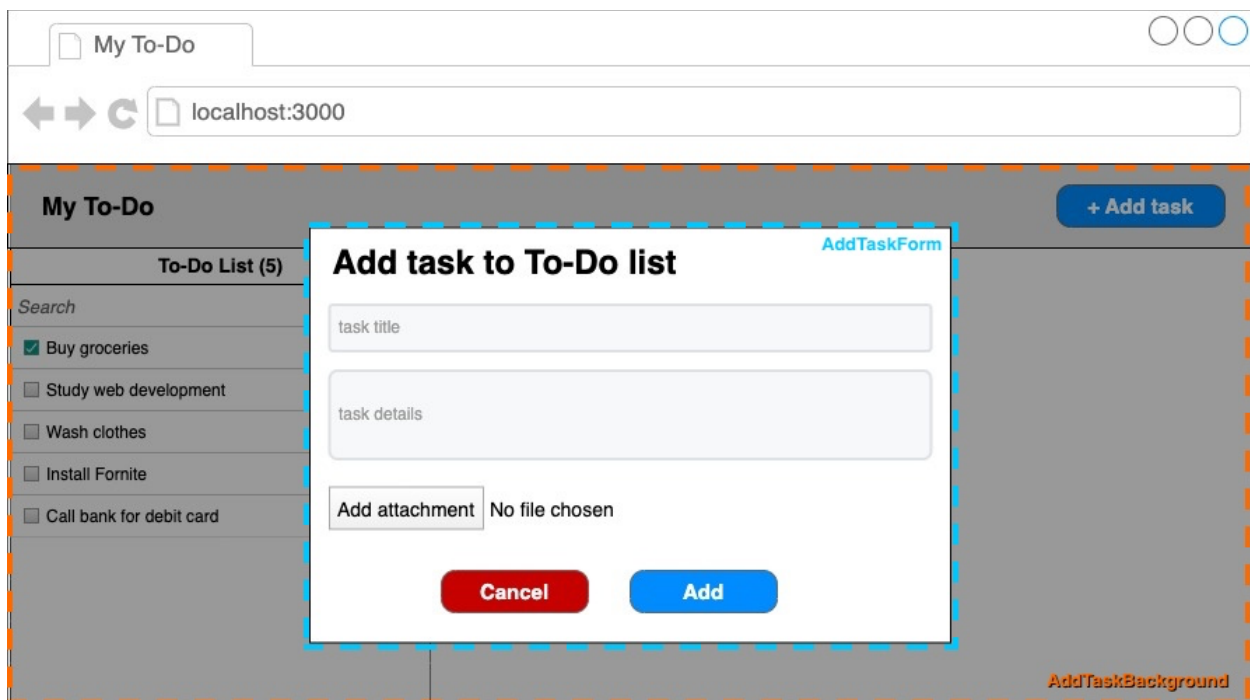 My To-Do
localhost:3000
My To-Do
+ Add task
To-Do List (5)
Search
Buy groceries
Study web development
Wash clothes
Install Fornite
Call bank for debit card
AddTaskForm
Add task to To-Do list
task title
task details
Add attachment No file chosen
Cancel Add
AddTaskBackground